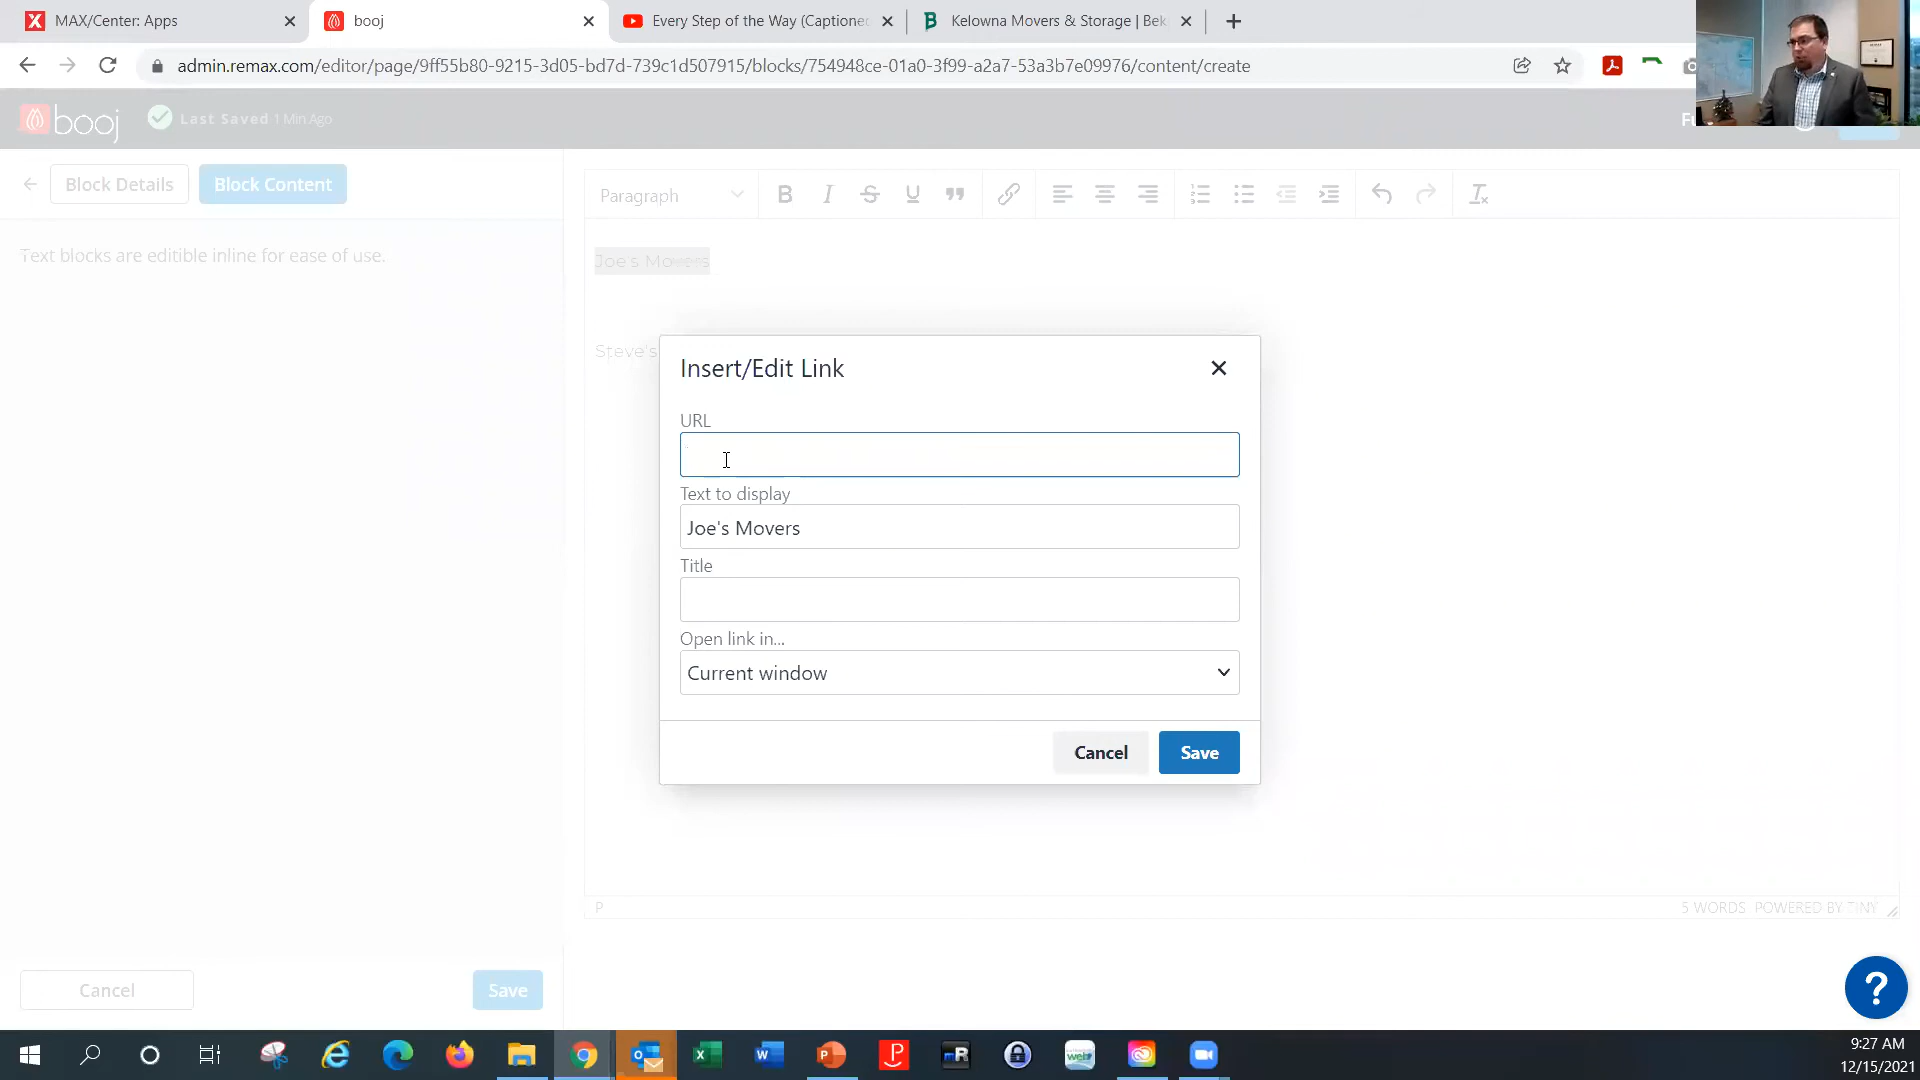 MAX/Center: Apps
booj
Every Step of the Way (Captione
Kelowna Movers & Storage | Bek
admin.remax.com/editor/page/9ff55b80-9215-3d05-bd7d-739c1d507915/blocks/754948ce-01a0-3f99-a2a7-53a3b7e09976/content/create
booj
Last Saved 1 Min Ago
Block Details
Block Content
Paragraph
Text blocks are editible inline for ease of use.
Joe's Movers
Steve's
Insert/Edit Link
URL
Text to display
Joe's Movers
Title
Open link in...
Current window
Cancel
Save
P
5 WORDS POWERED BY TINY
Cancel
Save
?
9:27 AM
12/15/2021